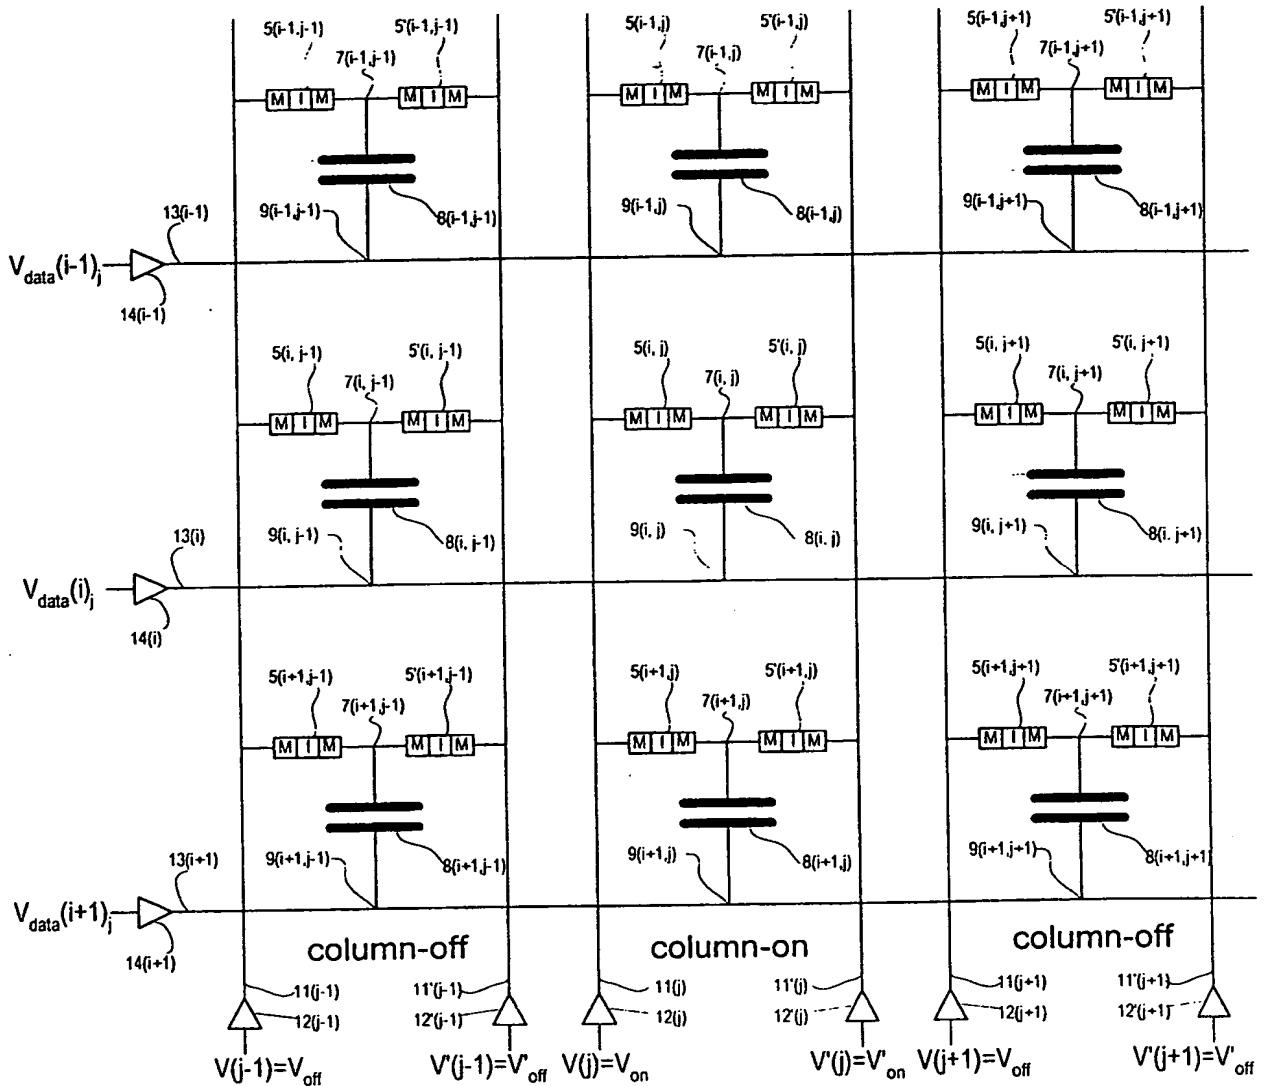 5(i-1,j-1) 5'(i-1,j-1) 5(i-1,j) 5'(i-1,j) 5(i-1,j+1) 5'(i-1,j+1)
7(i-1,j-1) 7(i-1,j) 7(i-1,j+1)
M I M M I M M I M M I M M I M M I M
13(i-1) 9(i-1,j-1) 8(i-1,j-1) 9(i-1,j) 8(i-1,j) 9(i-1,j+1) 8(i-1,j+1)
Vdata(i-1)j
14(i-1)
5(i, j-1) 5'(i, j-1) 5(i, j) 5'(i, j) 5(i, j+1) 5'(i, j+1)
7(i, j-1) 7(i, j) 7(i, j+1)
M I M M I M M I M M I M M I M M I M
13(i) 9(i, j-1) 8(i, j-1) 9(i, j) 8(i, j) 9(i, j+1) 8(i, j+1)
Vdata(i)j
14(i)
5(i+1,j-1) 5'(i+1,j-1) 5(i+1,j) 5'(i+1,j) 5(i+1,j+1) 5'(i+1,j+1)
7(i+1,j-1) 7(i+1,j) 7(i+1,j+1)
M I M M I M M I M M I M M I M M I M
13(i+1) 9(i+1,j-1) 8(i+1,j-1) 9(i+1,j) 8(i+1,j) 9(i+1,j+1) 8(i+1,j+1)
Vdata(i+1)j
14(i+1)
column-off column-on column-off
11(j-1) 11'(j-1) 11(j) 11'(j) 11(j+1) 11'(j+1)
12(j-1) 12'(j-1) 12(j) 12'(j) 12(j+1) 12'(j+1)
V(j-1)=Voff V'(j-1)=V'off V(j)=Von V'(j)=V'on V(j+1)=Voff V'(j+1)=V'off